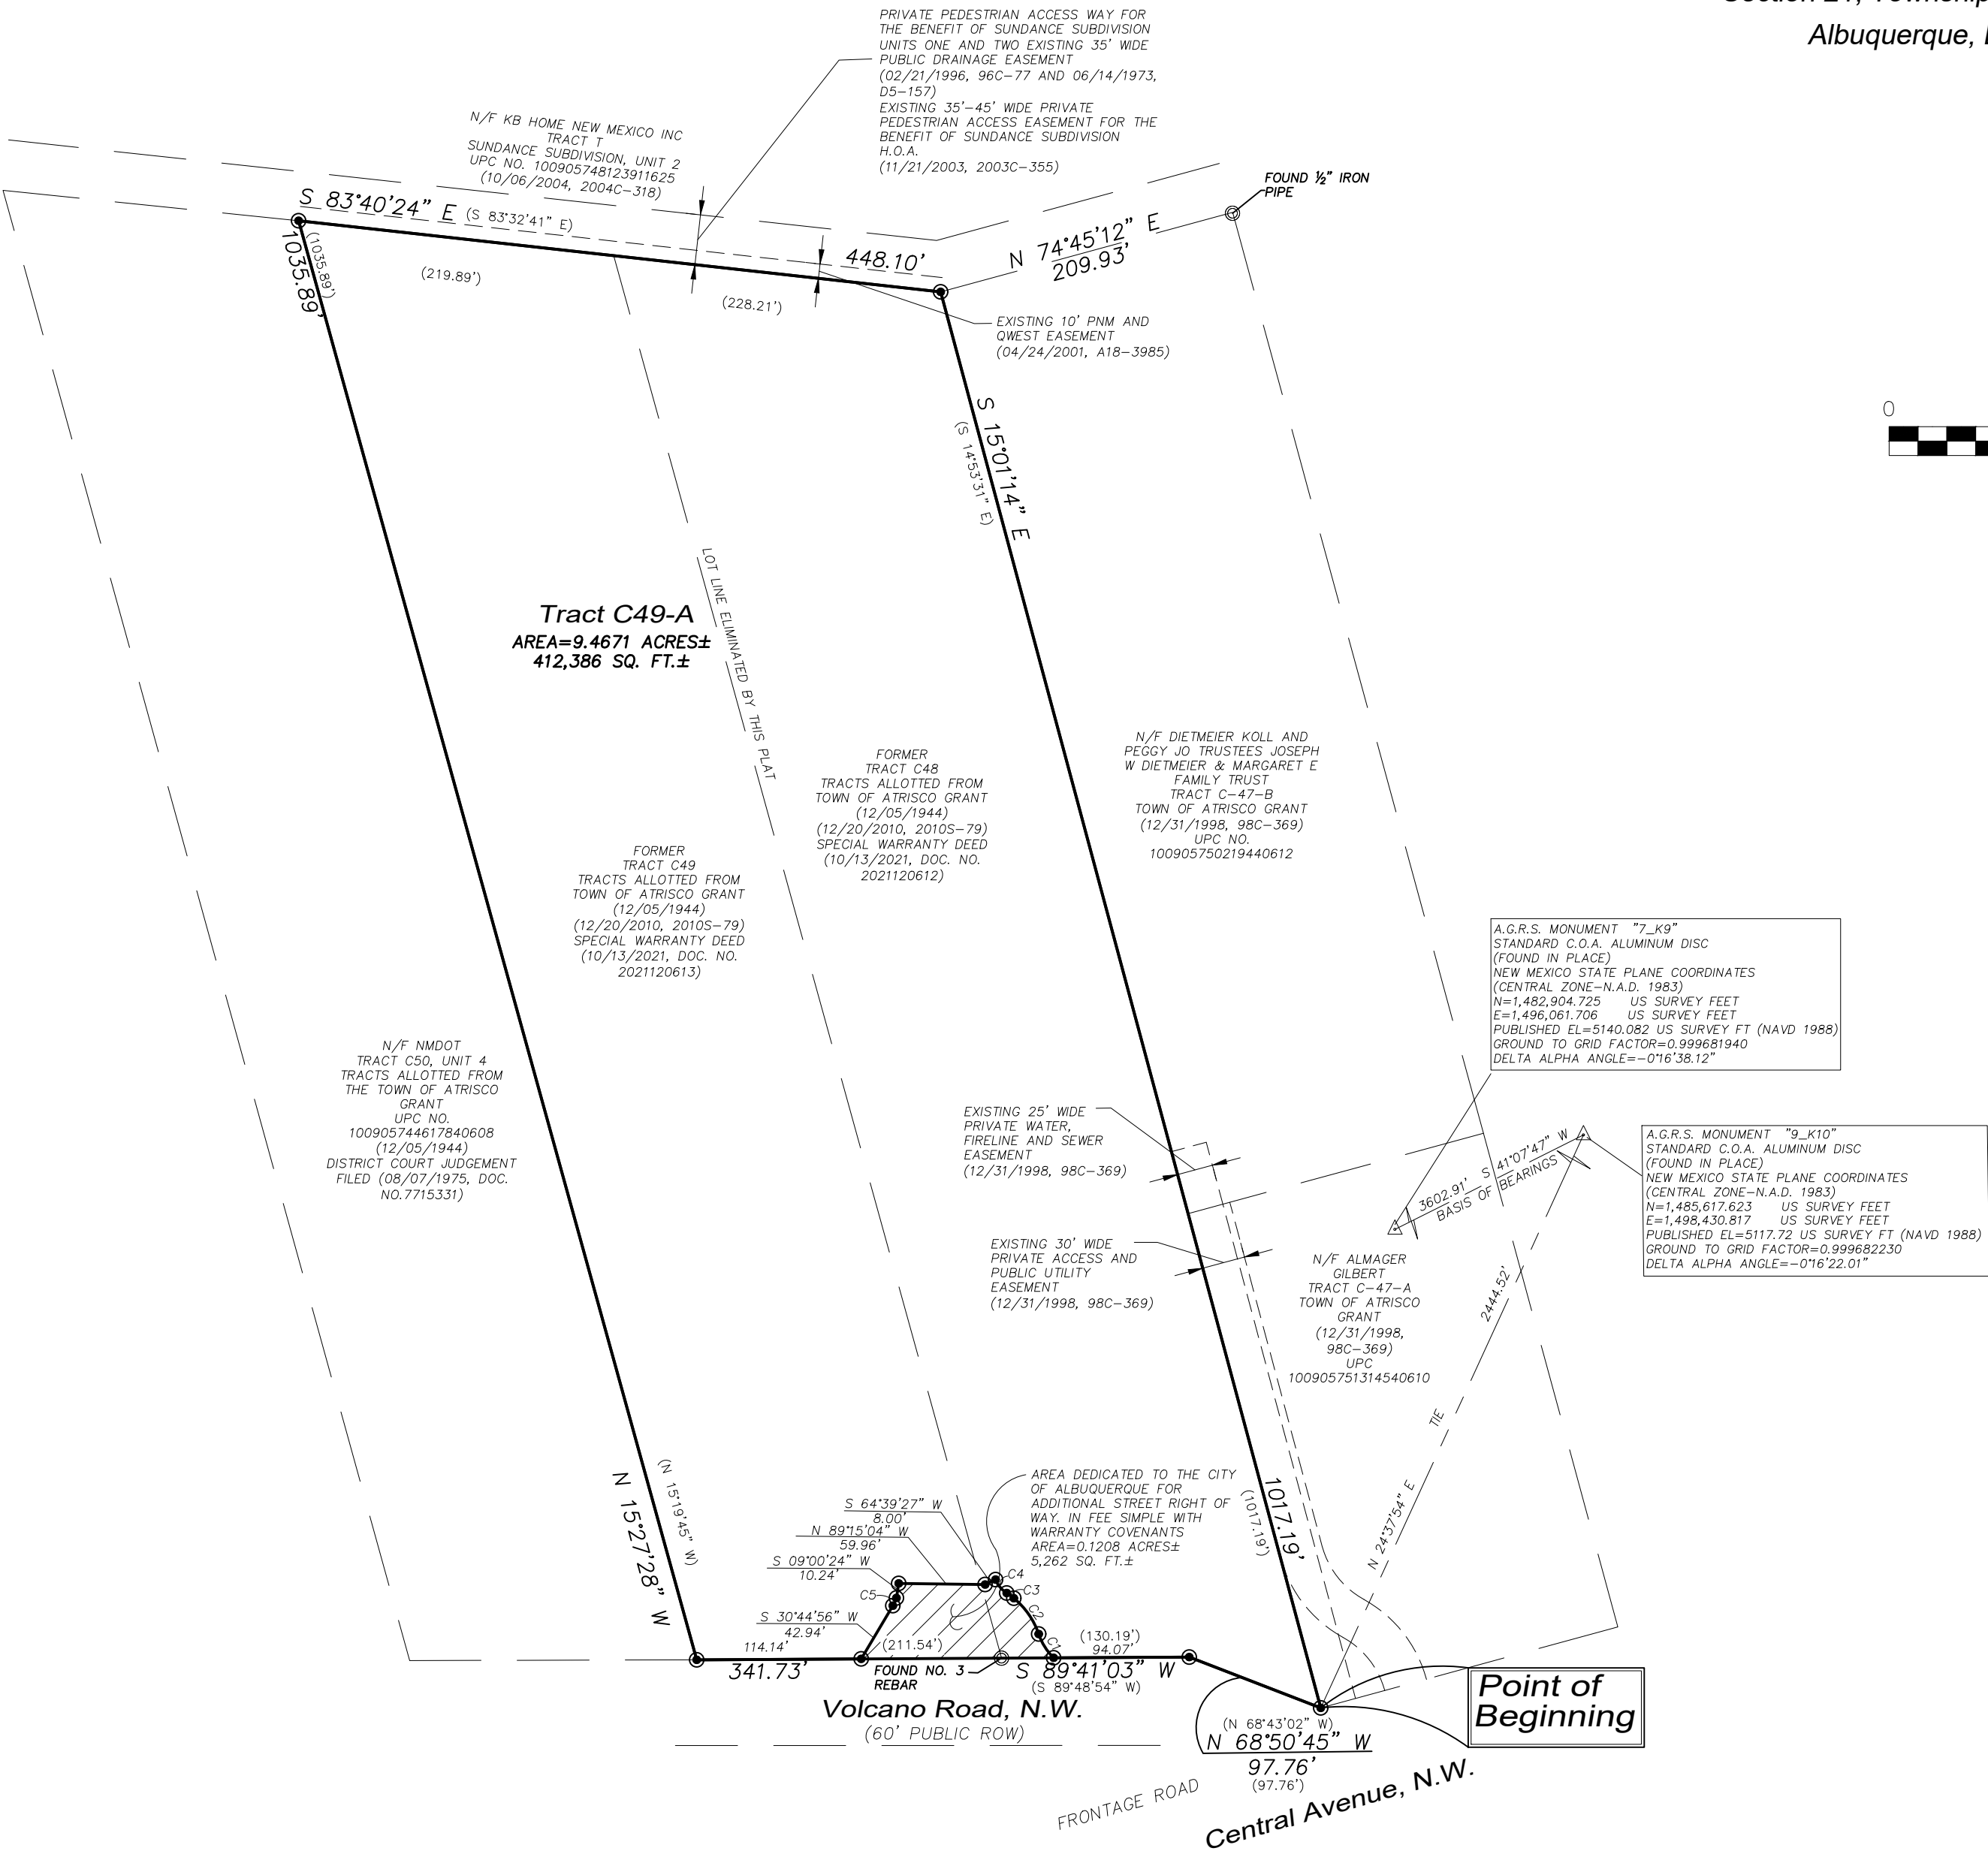 Albuquerque,
PRIVATE PEDESTRIAN ACCESS WAY FOR
THE BENEFIT OF SUNDANCE SUBDIVISION
UNITS ONE AND TWO EXISTING 35' WIDE
PUBLIC DRAINAGE EASEMENT
(02/21/1996, 96C-77 AND 06/14/1973,
D5-157)
EXISTING 35'-45' WIDE PRIVATE
PEDESTRIAN ACCESS EASEMENT FOR THE
BENEFIT OF SUNDANCE SUBDIVISION
H.O.A.
(11/21/2003, 2003C-355)
N/F KB HOME NEW MEXICO INC
TRACT T
SUNDANCE SUBDIVISION, UNIT 2
UPC NO. 100905748123911625
(10/06/2004, 2004C-318)
FOUND ½" IRON
PIPE
S 83°40'24" E (S 83°32'41" E)
448.10'
(219.89')
(228.21')
N 74°45'12" E
209.93'
1035.89'
(1035.89')
EXISTING 10' PNM AND
QWEST EASEMENT
(04/24/2001, A18-3985)
0
S 15°01'14" E
(S 14°53'31" E)
LOT LINE ELIMINATED BY THIS PLAT
Tract C49-A
AREA=9.4671 ACRES±
412,386 SQ. FT.±
FORMER
TRACT C48
TRACTS ALLOTTED FROM
TOWN OF ATRISCO GRANT
(12/05/1944)
(12/20/2010, 2010S-79)
SPECIAL WARRANTY DEED
(10/13/2021, DOC. NO.
2021120612)
N/F DIETMEIER KOLL AND
PEGGY JO TRUSTEES JOSEPH
W DIETMEIER & MARGARET E
FAMILY TRUST
TRACT C-47-B
TOWN OF ATRISCO GRANT
(12/31/1998, 98C-369)
UPC NO.
100905750219440612
FORMER
TRACT C49
TRACTS ALLOTTED FROM
TOWN OF ATRISCO GRANT
(12/05/1944)
(12/20/2010, 2010S-79)
SPECIAL WARRANTY DEED
(10/13/2021, DOC. NO.
2021120613)
A.G.R.S. MONUMENT "7_K9"
STANDARD C.O.A. ALUMINUM DISC
(FOUND IN PLACE)
NEW MEXICO STATE PLANE COORDINATES
(CENTRAL ZONE-N.A.D. 1983)
N=1,482,904.725 US SURVEY FEET
E=1,496,061.706 US SURVEY FEET
PUBLISHED EL=5140.082 US SURVEY FT (NAVD 1988)
GROUND TO GRID FACTOR=0.999681940
DELTA ALPHA ANGLE=-0°16'38.12"
N/F NMDOT
TRACT C50, UNIT 4
TRACTS ALLOTTED FROM
THE TOWN OF ATRISCO
GRANT
UPC NO.
100905744617840608
(12/05/1944)
DISTRICT COURT JUDGEMENT
FILED (08/07/1975, DOC.
NO.7715331)
EXISTING 25' WIDE
PRIVATE WATER,
FIRELINE AND SEWER
EASEMENT
(12/31/1998, 98C-369)
3602.91' S 41°07'47" W
BASIS OF BEARINGS
A.G.R.S. MONUMENT "9_K10"
STANDARD C.O.A. ALUMINUM DISC
(FOUND IN PLACE)
NEW MEXICO STATE PLANE COORDINATES
(CENTRAL ZONE-N.A.D. 1983)
N=1,485,617.623 US SURVEY FEET
E=1,498,430.817 US SURVEY FEET
PUBLISHED EL=5117.72 US SURVEY FT (NAVD 1988)
GROUND TO GRID FACTOR=0.999682230
DELTA ALPHA ANGLE=-0°16'22.01"
EXISTING 30' WIDE
PRIVATE ACCESS AND
PUBLIC UTILITY
EASEMENT
(12/31/1998, 98C-369)
N/F ALMAGER
GILBERT
TRACT C-47-A
TOWN OF ATRISCO
GRANT
(12/31/1998,
98C-369)
UPC
100905751314540610
2444.52'
TIE
N 24°37'54" E
N 15°27'28" W
(N 15°19'45" W)
1017.19'
(1017.19')
AREA DEDICATED TO THE CITY
OF ALBUQUERQUE FOR
ADDITIONAL STREET RIGHT OF
WAY. IN FEE SIMPLE WITH
WARRANTY COVENANTS
AREA=0.1208 ACRES±
5,262 SQ. FT.±
S 64°39'27" W
8.00'
N 89°15'04" W
59.96'
S 09°00'24" W
10.24'
C4
C3
C5
C2
C1
S 30°44'56" W
42.94'
114.14'
(211.54')
(130.19')
94.07'
341.73'
FOUND NO. 3
REBAR
S 89°41'03" W
(S 89°48'54" W)
Volcano Road, N.W.
(60' PUBLIC ROW)
Point of
Beginning
(N 68°43'02" W)
N 68°50'45" W
97.76'
(97.76')
FRONTAGE ROAD
Central Avenue, N.W.